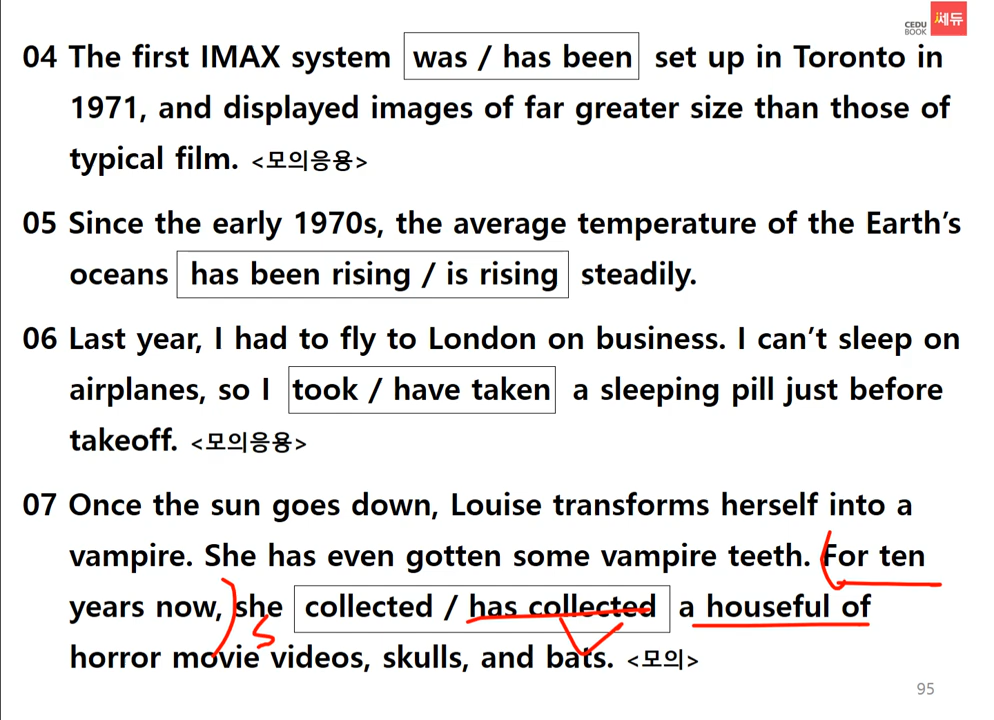 CEDU
BOOK
쎄듀
04 The first IMAX system was / has been set up in Toronto in
1971, and displayed images of far greater size than those of
typical film. <모의응용>
05 Since the early 1970s, the average temperature of the Earth’s
oceans has been rising / is rising steadily.
06 Last year, I had to fly to London on business. I can’t sleep on
airplanes, so I took / have taken a sleeping pill just before
takeoff. <모의응용>
07 Once the sun goes down, Louise transforms herself into a
vampire. She has even gotten some vampire teeth. For ten
years now, she collected / has collected a houseful of
S
horror movie videos, skulls, and bats. <모의>
95